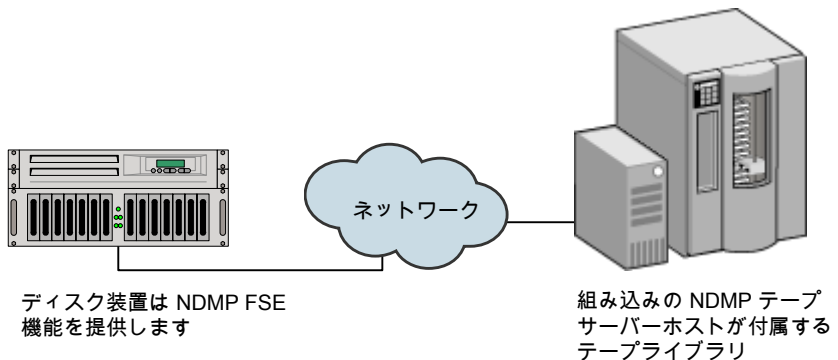 ネットワーク
ディスク装置は NDMP FSE
機能を提供します
組み込みの NDMP テープ
サーバーホストが付属する
テープライブラリ